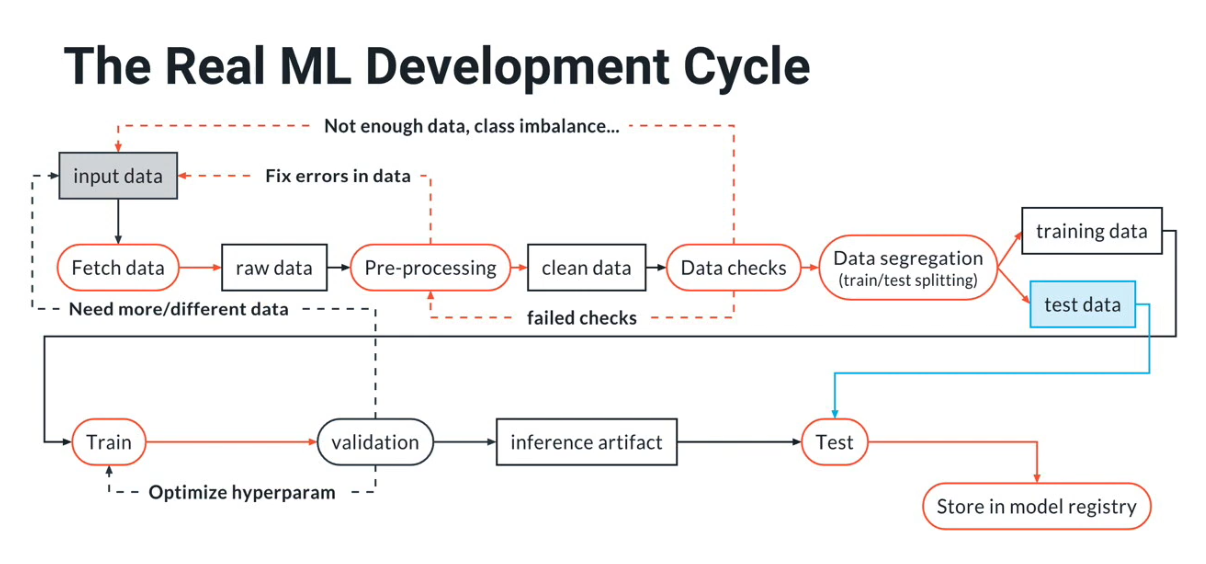 The Real ML Development Cycle
Not enough data, class imbalance...
input data
Fix errors in data
training data
Fetch data
raw data
Pre-processing
clean data
Data checks
Data segregation
(train/test splitting)
test data
Need more/different data
failed checks
Train
validation
inference artifact
Test
Optimize hyperparam
Store in model registry